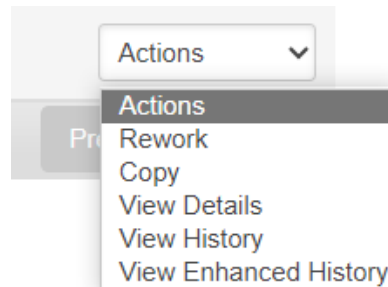 Actions
Actions
Rework
Copy
View Details
View History
View Enhanced History